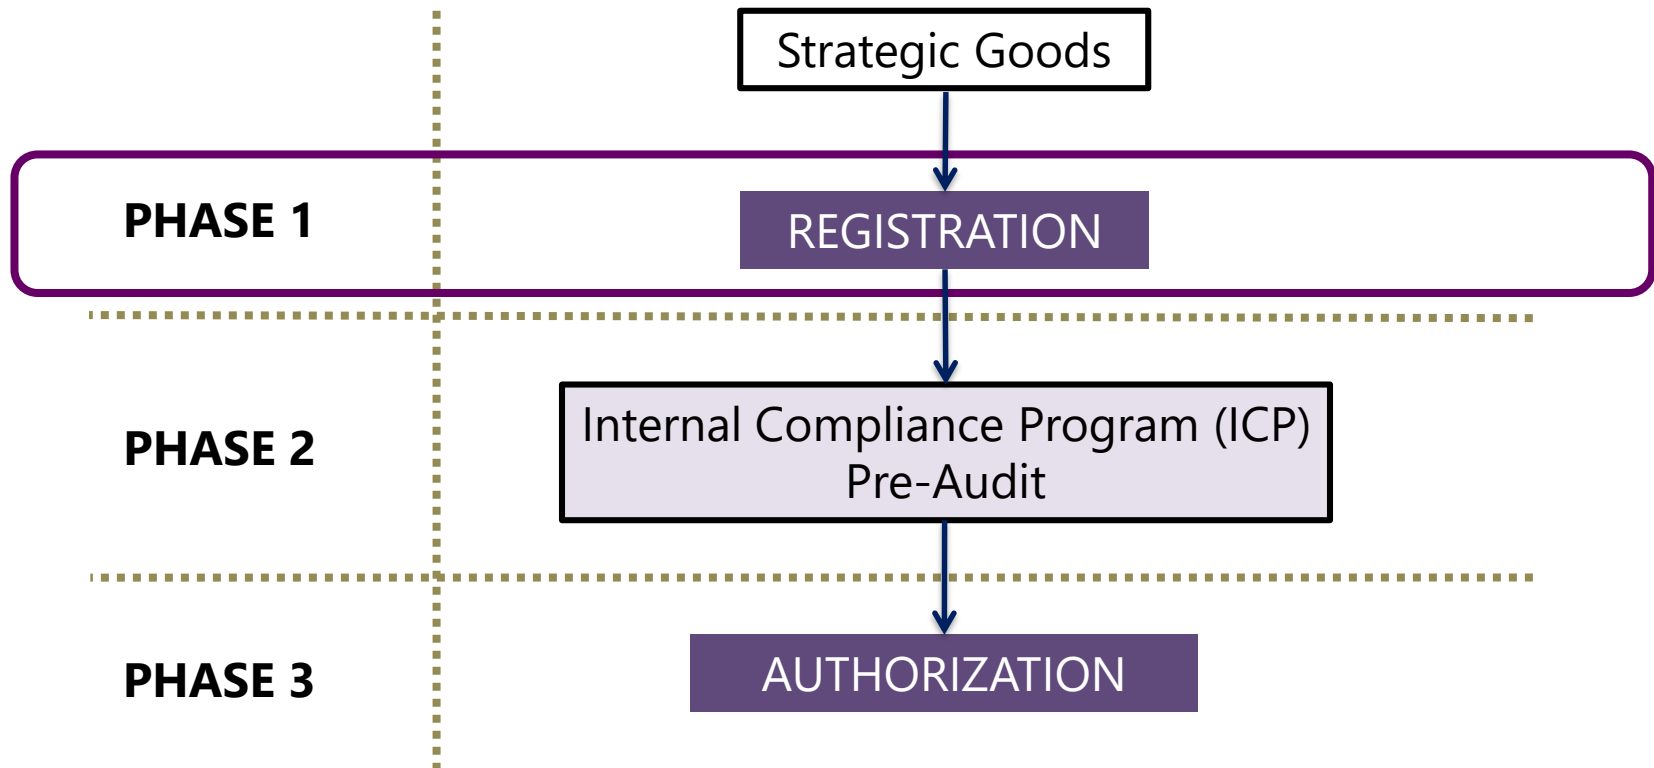 Strategic Goods
PHASE 1
REGISTRATION
PHASE 2
Internal Compliance Program (ICP)
Pre-Audit
PHASE 3
AUTHORIZATION